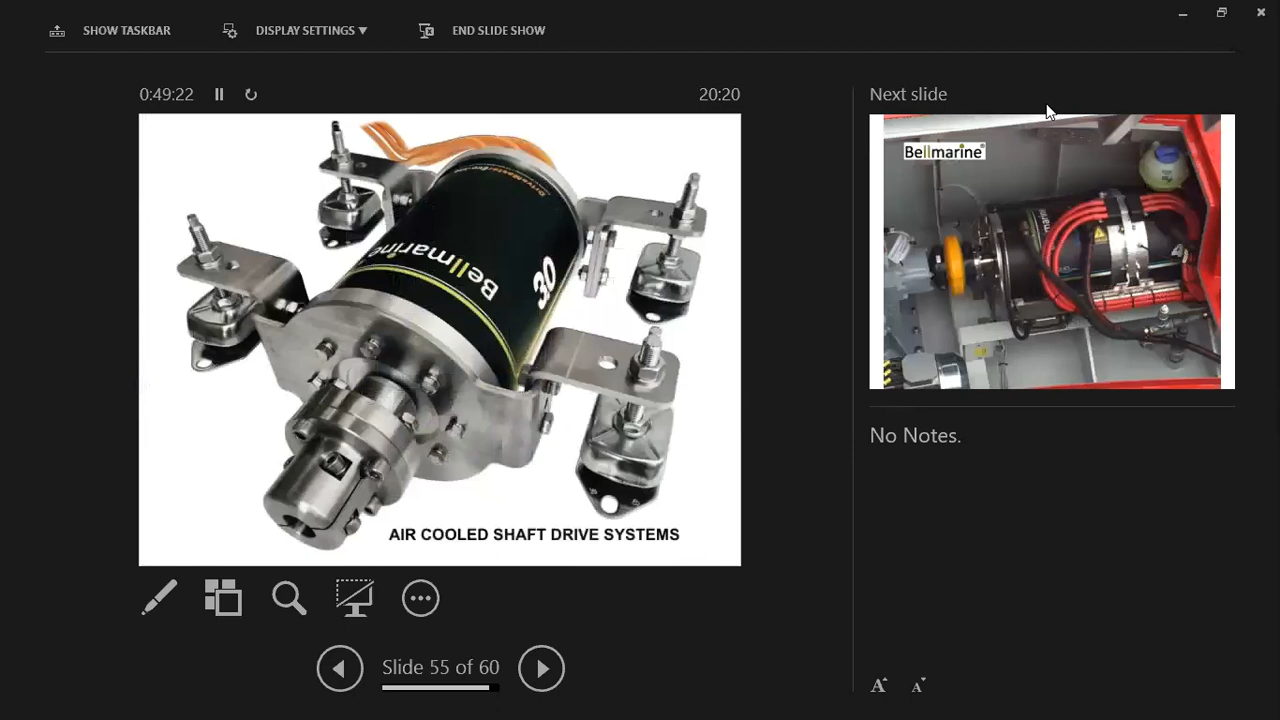 SHOW TASKBAR
DISPLAY SETTINGS ▼
END SLIDE SHOW
0:49:22
20:20
Bellmarine
30
AIR COOLED SHAFT DRIVE SYSTEMS
Slide 55 of 60
Next slide
Bellmarine®
No Notes.
A A